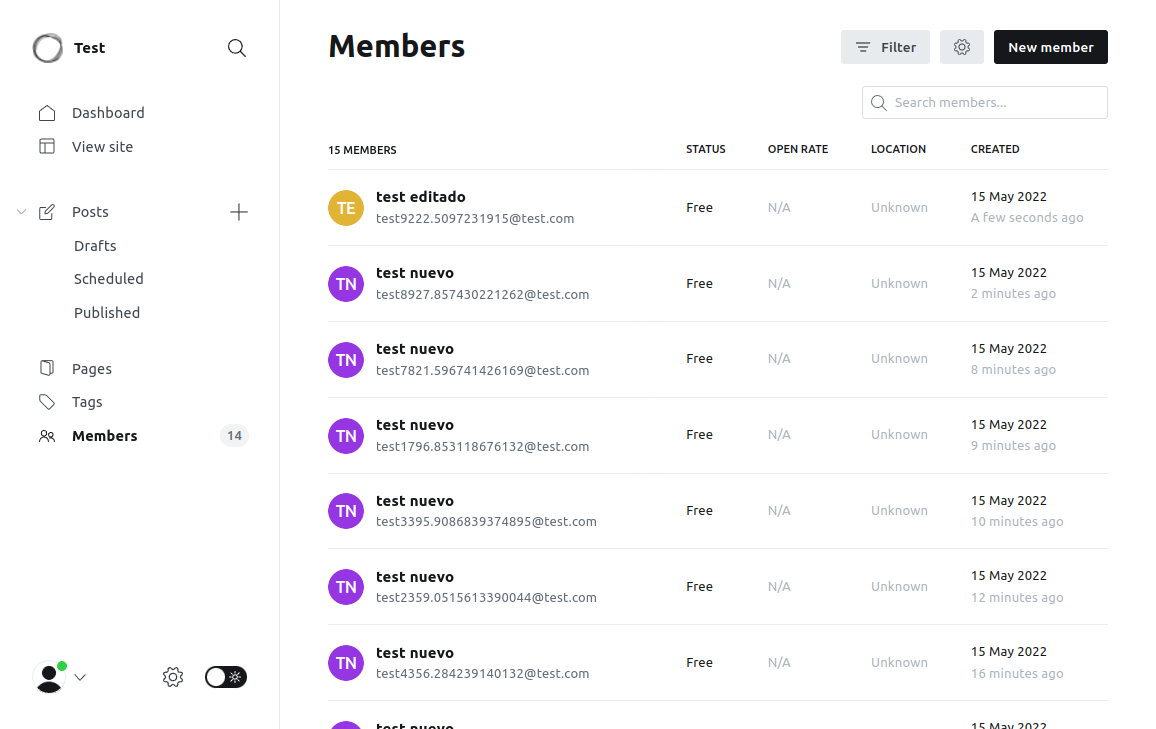 Test
Dashboard
View site
Posts
Drafts
Scheduled
Published
Pages
Tags
Members
14
Members
Filter
New member
Search members...
15 MEMBERS STATUS OPEN RATE LOCATION CREATED
TE test editado
test9222.5097231915@test.com
Free N/A Unknown
15 May 2022
A few seconds ago
TN test nuevo
test8927.857430221262@test.com
Free N/A Unknown
15 May 2022
2 minutes ago
TN test nuevo
test7821.596741426169@test.com
Free N/A Unknown
15 May 2022
8 minutes ago
TN test nuevo
test1796.853118676132@test.com
Free N/A Unknown
15 May 2022
9 minutes ago
TN test nuevo
test3395.9086839374895@test.com
Free N/A Unknown
15 May 2022
10 minutes ago
TN test nuevo
test2359.0515613390044@test.com
Free N/A Unknown
15 May 2022
12 minutes ago
TN test nuevo
test4356.284239140132@test.com
Free N/A Unknown
15 May 2022
16 minutes ago
test nuevo
15 May 2022